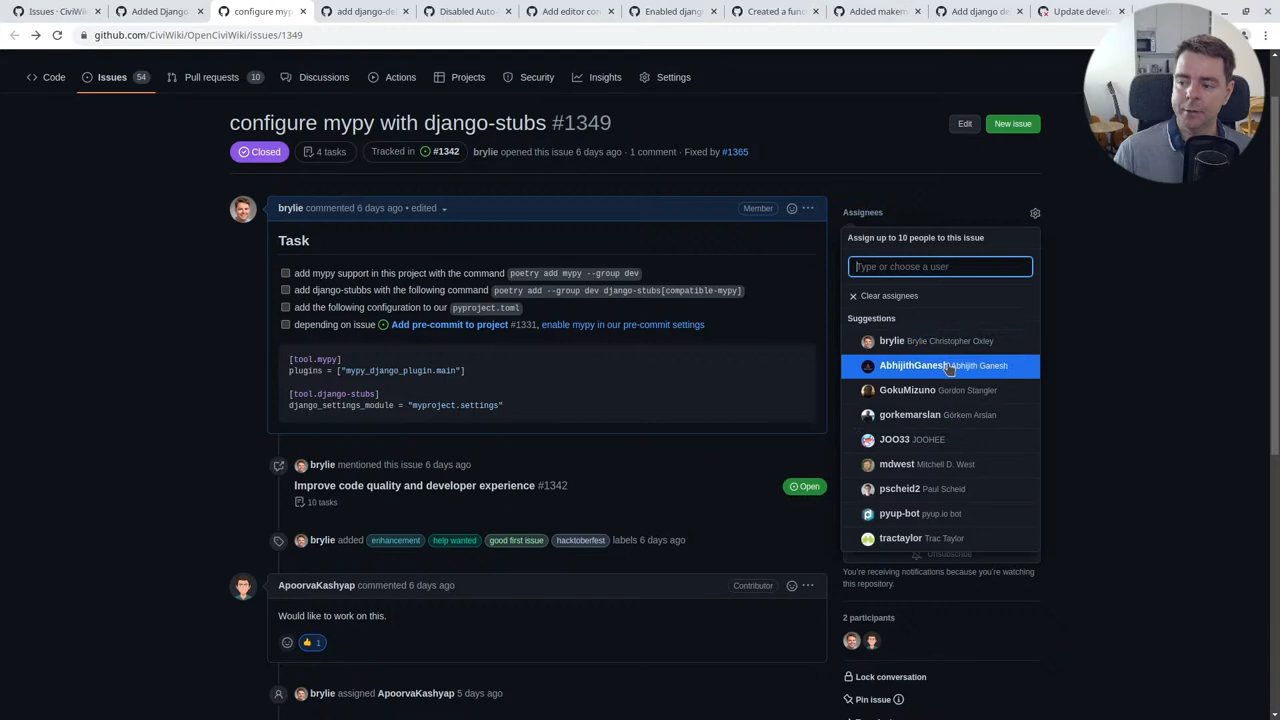 Issues · CiviWiki
Added Django
configure mypy
add django-de
Disabled Auto-
Add editor con
Enabled djang
Created a func
Added makem
Add django de
Update develo
github.com/CiviWiki/OpenCiviWiki/issues/1349
Code
Issues 54
Pull requests 10
Discussions
Actions
Projects
Security
Insights
Settings
configure mypy with django-stubs #1349
Edit
New issue
Closed
4 tasks
Tracked in #1342
brylie opened this issue 6 days ago · 1 comment · Fixed by #1365
brylie commented 6 days ago • edited
Member
Task
add mypy support in this project with the command poetry add mypy --group dev
add django-stubbs with the following command poetry add --group dev django-stubs[compatible-mypy]
add the following configuration to our pyproject.toml
depending on issue Add pre-commit to project #1331, enable mypy in our pre-commit settings
[tool.mypy]
plugins = ["mypy_django_plugin.main"]
[tool.django-stubs]
django_settings_module = "myproject.settings"
brylie mentioned this issue 6 days ago
Improve code quality and developer experience #1342
Open
10 tasks
brylie added enhancement help wanted good first issue hacktoberfest labels 6 days ago
ApoorvaKashyap commented 6 days ago
Contributor
Would like to work on this.
👍 1
brylie assigned ApoorvaKashyap 5 days ago
Assignees
Assign up to 10 people to this issue
Type or choose a user
Clear assignees
Suggestions
brylie Brylie Christopher Oxley
AbhijithGanesh Abhijith Ganesh
GokuMizuno Gordon Stangler
gorkemarslan Görkem Arslan
JOO33 JOOHEE
mdwest Mitchell D. West
pscheid2 Paul Scheid
pyup-bot pyup.io bot
tractaylor Trac Taylor
Unsubscribe
You're receiving notifications because you're watching
this repository.
2 participants
Lock conversation
Pin issue